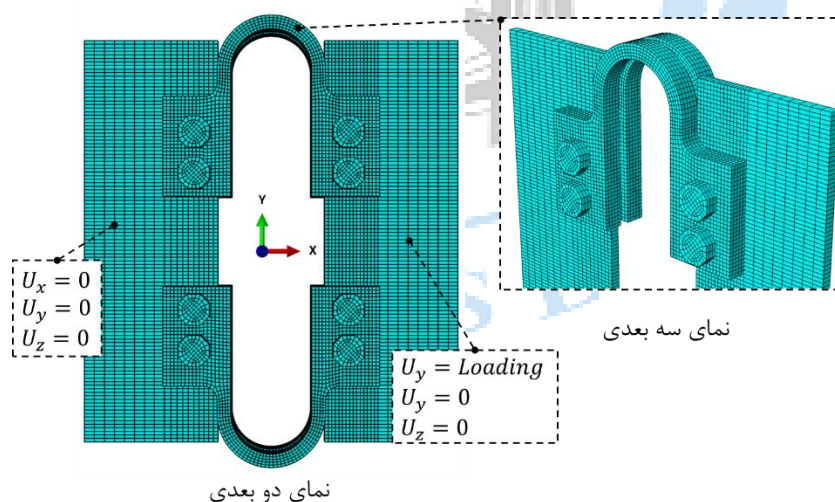 Y
X
U_x = 0
U_y = 0
U_z = 0
U_y = Loading
U_y = 0
U_z = 0
نمای سه بعدی
نمای دو بعدی